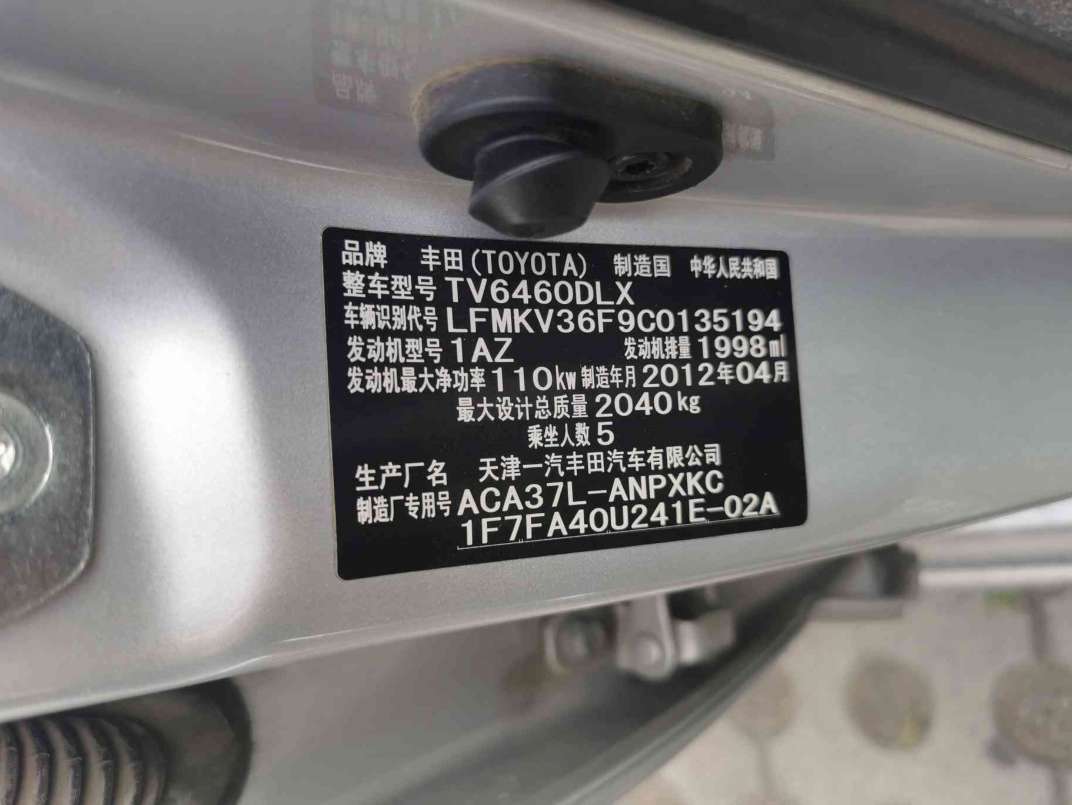 品牌 丰田(TOYOTA) 制造国 中华人民共和国
整车型号 TV6460DLX
车辆识别代号 LFMKV36F9C0135194
发动机型号 1AZ 发动机排量 1998ml
发动机最大净功率 110kw 制造年月 2012年04月
最大设计总质量 2040kg
乘坐人数 5
生产厂名 天津一汽丰田汽车有限公司
制造厂专用号 ACA37L-ANPXKC
1F7FA40U241E-02A